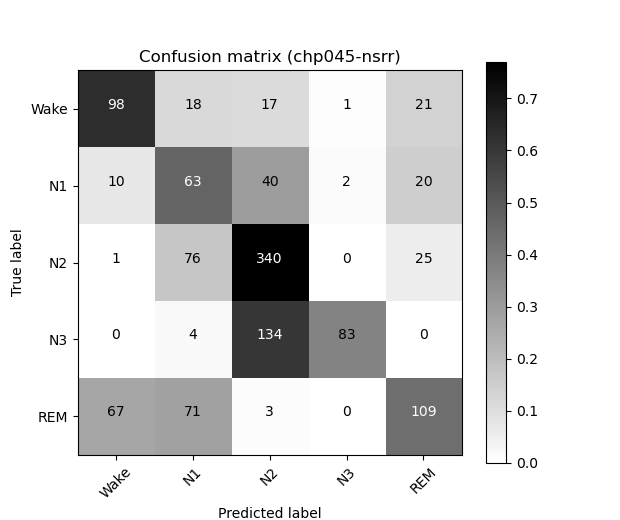 Confusion matrix (chp045-nsrr)
Wake 98 18 17 1 21
N1 10 63 40 2 20
N2 1 76 340 0 25
N3 0 4 134 83 0
REM 67 71 3 0 109
Wake N1 N2 N3 REM
True label
Predicted label
0.7
0.6
0.5
0.4
0.3
0.2
0.1
0.0